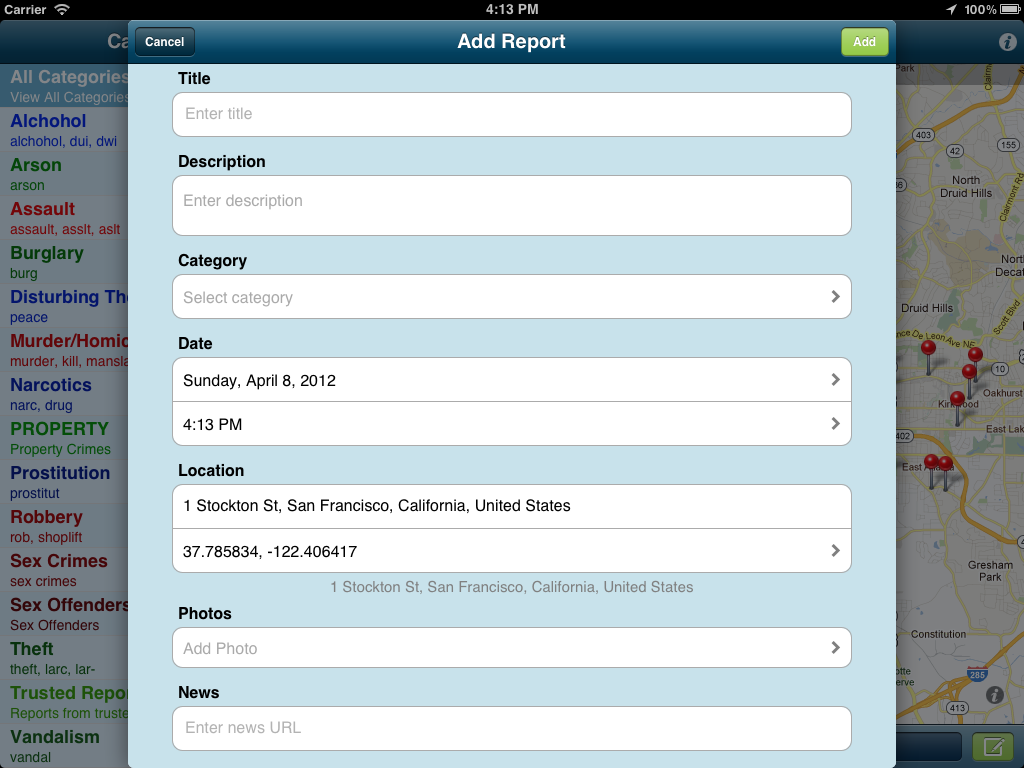 Carrier
4:13 PM
100%
Ca
Cancel
Add Report
Add
All Categories
View All Categories
Alchohol
alchohol, dui, dwi
Arson
arson
Assault
assault, asslt, aslt
Burglary
burg
Disturbing Th
peace
Murder/Homic
murder, kill, mansla
Narcotics
narc, drug
PROPERTY
Property Crimes
Prostitution
prostitut
Robbery
rob, shoplift
Sex Crimes
sex crimes
Sex Offenders
Sex Offenders
Theft
theft, larc, lar-
Trusted Repo
Reports from truste
Vandalism
vandal
Title
Enter title
Description
Enter description
Category
Select category
Date
Sunday, April 8, 2012
4:13 PM
Location
1 Stockton St, San Francisco, California, United States
37.785834, -122.406417
1 Stockton St, San Francisco, California, United States
Photos
Add Photo
News
Enter news URL
Park
Clairm
403
42
155
North
Druid Hills
Clairmont Rd
North
Decat
Druid Hills
Scott Blvd
nce De Leon Ave NE
10
Oakhurst
Kirkwood
East Lak
402
East Atlanta
Gresham
Park
Constitution
otte
erve
285
413